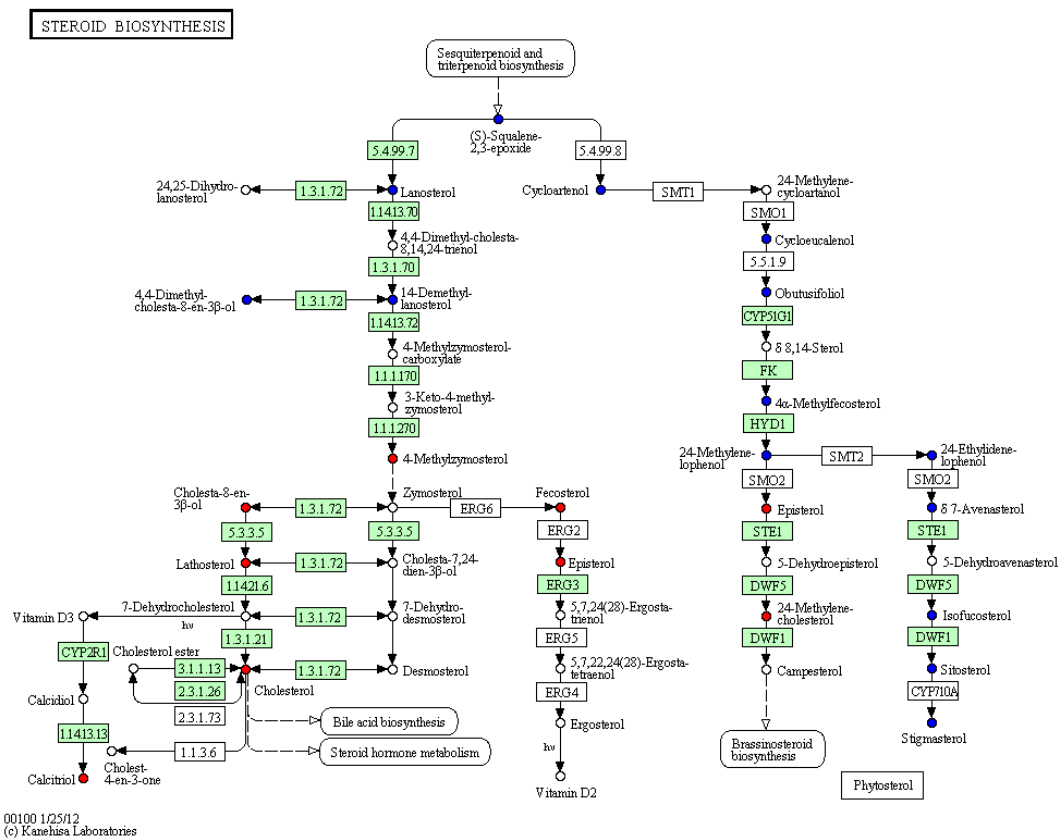 STEROID BIOSYNTHESIS
Sesquiterpenoid and
triterpenoid biosynthesis
(S)-Squalene-
2,3-epoxide
5.4.99.7
5.4.99.8
24,25-Dihydro-
lanosterol
1.3.1.72
Lanosterol
Cycloartenol
SMT1
24-Methylene-
cycloartanol
1.14.13.70
SMO1
4,4-Dimethyl-cholesta-
8,14,24-trienol
Cycloeucalenol
1.3.1.70
5.5.1.9
4,4-Dimethyl-
cholesta-8-en-3β-ol
1.3.1.72
14-Demethyl-
lanosterol
Obtusifoliol
1.14.13.72
CYP51G1
4-Methylzymosterol-
carboxylate
δ 8,14-Sterol
1.1.1.170
FK
3-Keto-4-methyl-
zymosterol
4α-Methylfecosterol
1.1.1.270
HYD1
4-Methylzymosterol
24-Methylene-
lophenol
SMT2
24-Ethylidene-
lophenol
SMO2
SMO2
Cholesta-8-en-
3β-ol
1.3.1.72
Zymosterol
ERG6
Fecosterol
Episterol
δ 7-Avenasterol
5.3.3.5
5.3.3.5
ERG2
STE1
STE1
Lathosterol
1.3.1.72
Cholesta-7,24-
dien-3β-ol
Episterol
5-Dehydroepisterol
5-Dehydroavenasterol
1.14.21.6
ERG3
DWF5
DWF5
Vitamin D3
7-Dehydrocholesterol
hν
1.3.1.72
7-Dehydro-
desmosterol
5,7,24(28)-Ergosta-
trienol
24-Methylene-
cholesterol
Isofucosterol
CYP2R1
1.3.1.21
ERG5
DWF1
DWF1
Cholesterol ester
3.1.1.13
1.3.1.72
Desmosterol
5,7,22,24(28)-Ergosta-
tetraenol
Campesterol
Sitosterol
2.3.1.26
Cholesterol
ERG4
CYP710A
Calcidiol
2.3.1.73
Bile acid biosynthesis
Ergosterol
Stigmasterol
1.14.13.13
1.1.3.6
Steroid hormone metabolism
hν
Brassinosteroid
biosynthesis
Calcitriol
Cholest-
4-en-3-one
Vitamin D2
Phytosterol
00100 1/25/12
(c) Kanehisa Laboratories